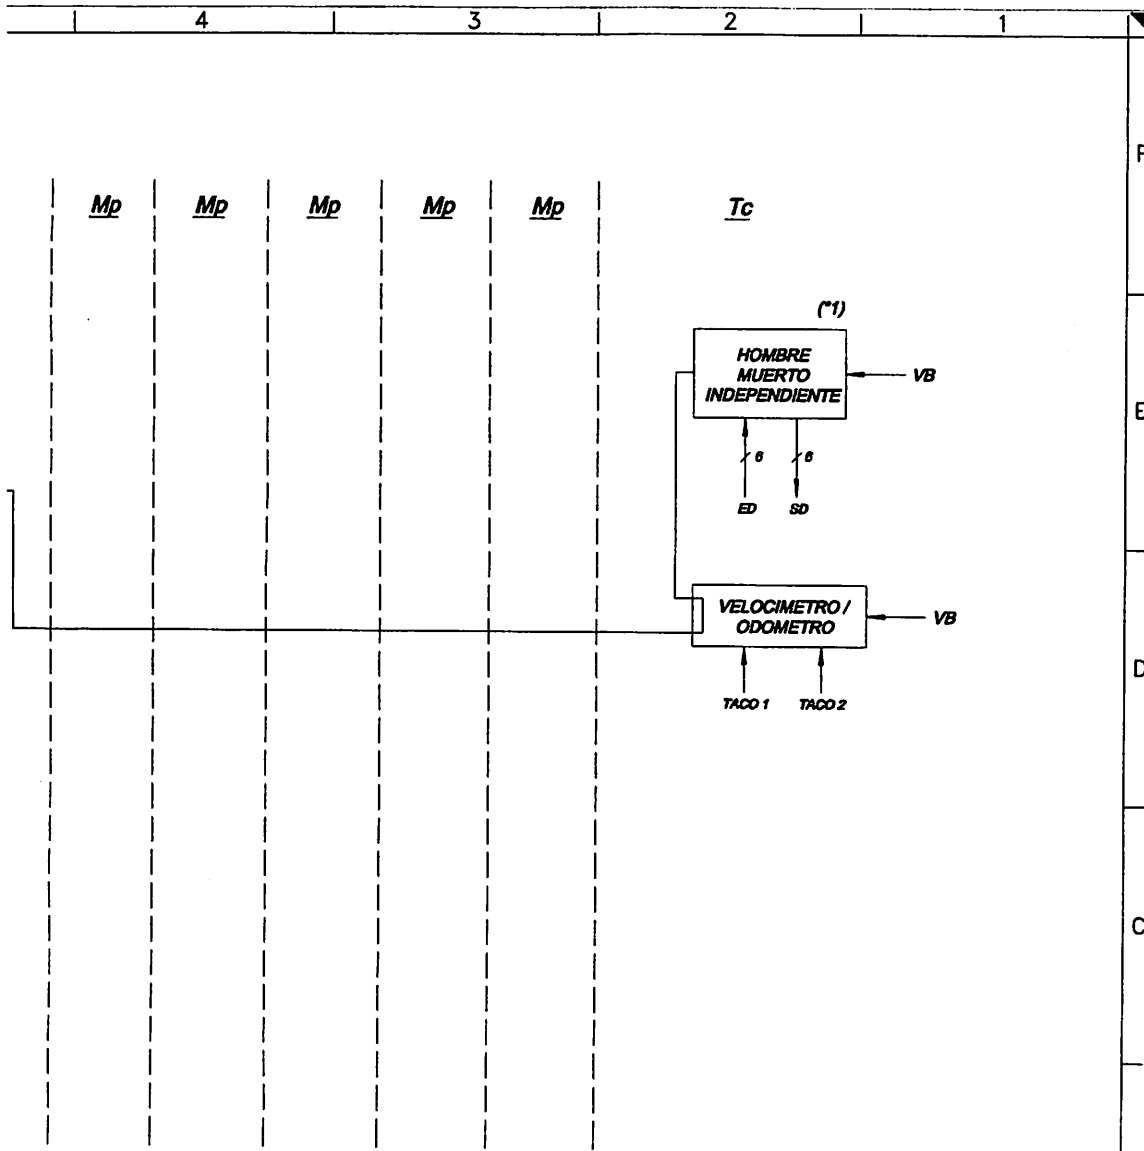 4 3 2 1
F
Mp Mp Mp Mp Mp Tc
(*1)
HOMBRE
MUERTO
INDEPENDIENTE
VB
E
6 6
ED SD
VELOCIMETRO /
ODOMETRO
VB
D
TACO 1 TACO 2
C